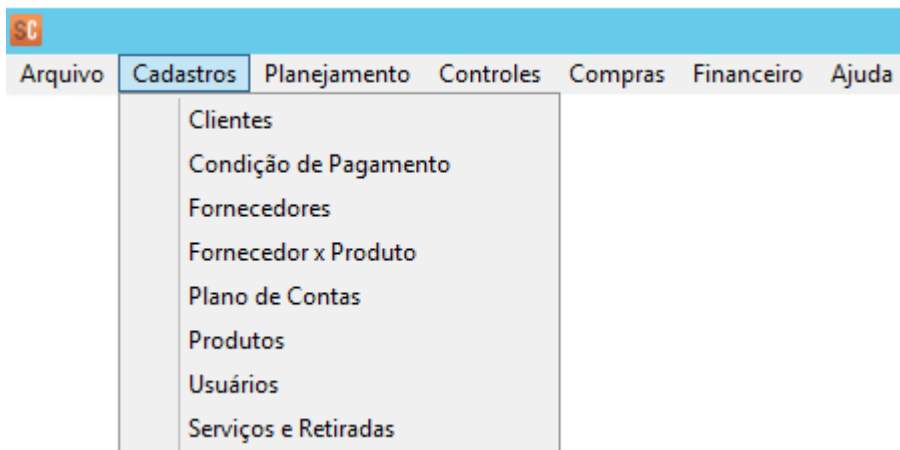 SC
Arquivo Cadastros Planejamento Controles Compras Financeiro Ajuda
Clientes
Condição de Pagamento
Fornecedores
Fornecedor x Produto
Plano de Contas
Produtos
Usuários
Serviços e Retiradas